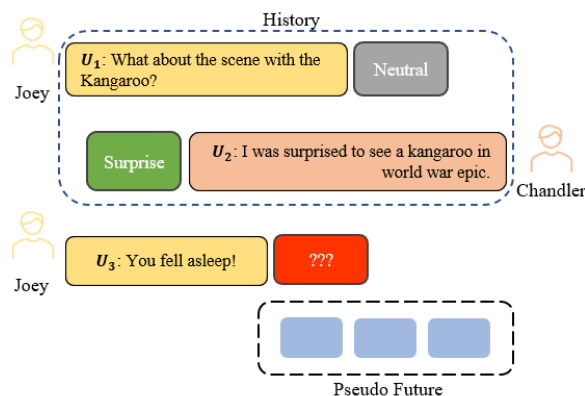 History
U₁: What about the scene with the
Kangaroo?
Neutral
Joey
Surprise
U₂: I was surprised to see a kangaroo in
world war epic.
Chandler
U₃: You fell asleep!
???
Joey
Pseudo Future